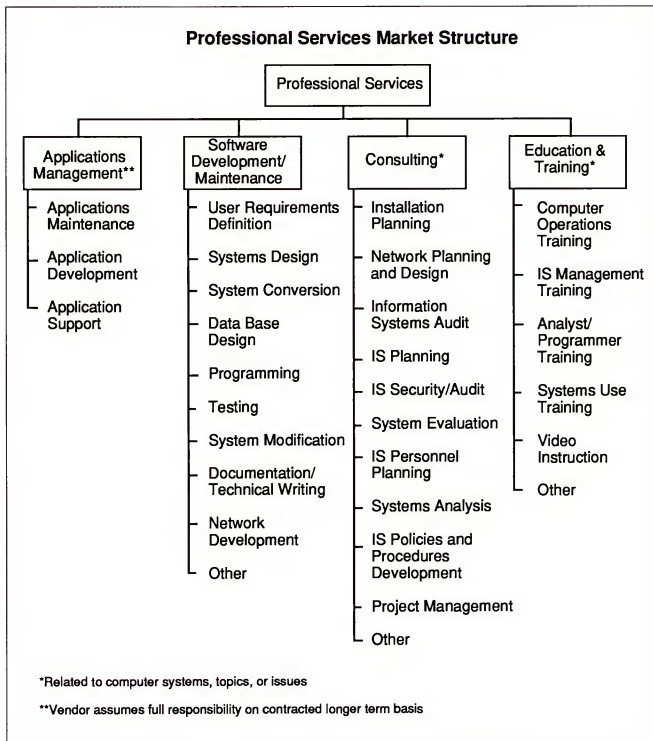 Professional Services Market Structure
Professional Services
Applications
Management**
Applications
Maintenance
Application
Development
Application
Support
Software
Development/
Maintenance
User Requirements
Definition
Systems Design
System Conversion
Data Base
Design
Programming
Testing
System Modification
Documentation/
Technical Writing
Network
Development
Other
Consulting*
Installation
Planning
Network Planning
and Design
Information
Systems Audit
IS Planning
IS Security/Audit
System Evaluation
IS Personnel
Planning
Systems Analysis
IS Policies and
Procedures
Development
Project Management
Other
Education &
Training*
Computer
Operations
Training
IS Management
Training
Analyst/
Programmer
Training
Systems Use
Training
Video
Instruction
Other
*Related to computer systems, topics, or issues
**Vendor assumes full responsibility on contracted longer term basis